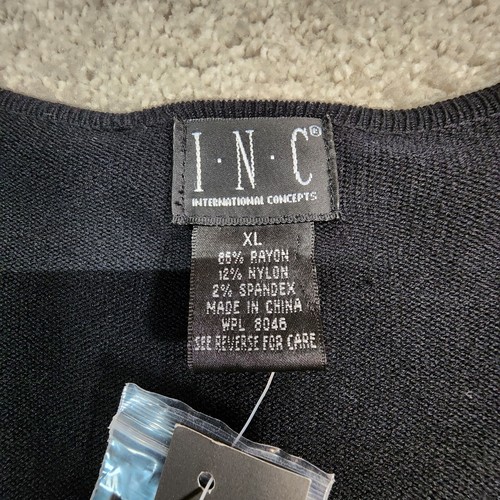 I·N·C®
INTERNATIONAL CONCEPTS
XL
86% RAYON
12% NYLON
2% SPANDEX
MADE IN CHINA
WPL 8046
SEE REVERSE FOR CARE